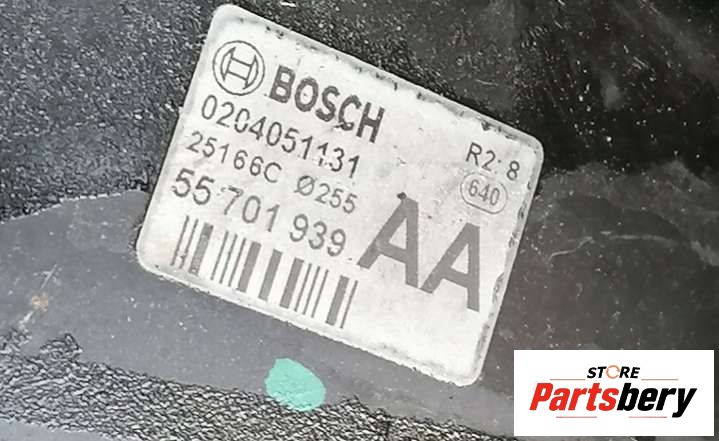 BOSCH
0204051131
R2:8
25166C Ø255
640
55 701 939
AA
STORE
Partsbery